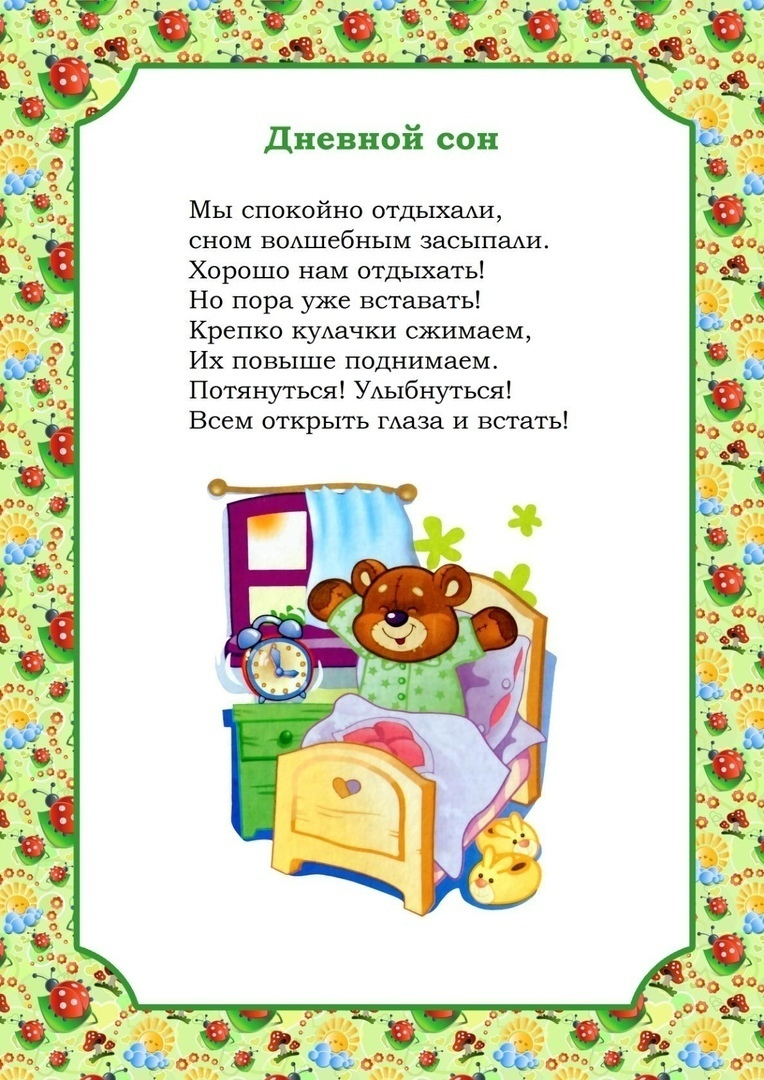 Дневной сон
Мы спокойно отдыхали,
сном волшебным засыпали.
Хорошо нам отдыхать!
Но пора уже вставать!
Крепко кулачки сжимаем,
Их повыше поднимаем.
Потянуться! Улыбнуться!
Всем открыть глаза и встать!